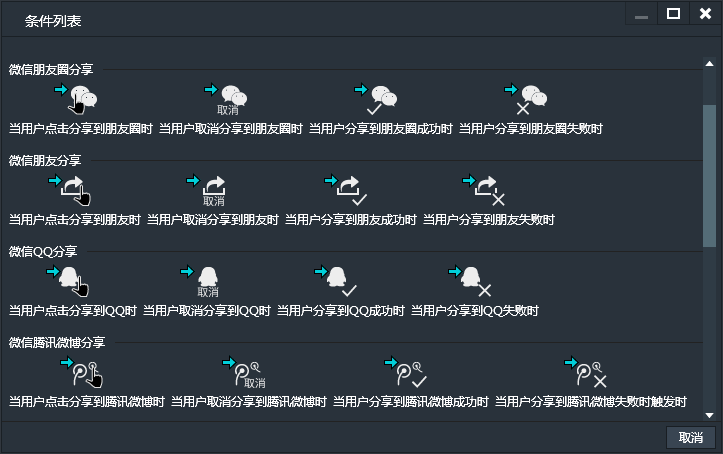 条件列表
微信朋友圈分享
取消
当用户点击分享到朋友圈时 当用户取消分享到朋友圈时 当用户分享到朋友圈成功时 当用户分享到朋友圈失败时
微信朋友分享
取消
当用户点击分享到朋友时 当用户取消分享到朋友时 当用户分享到朋友成功时 当用户分享到朋友失败时
微信QQ分享
取消
当用户点击分享到QQ时 当用户取消分享到QQ时 当用户分享到QQ成功时 当用户分享到QQ失败时
微信腾讯微博分享
取消
当用户点击分享到腾讯微博时 当用户取消分享到腾讯微博时 当用户分享到腾讯微博成功时 当用户分享到腾讯微博失败时触发时
取消